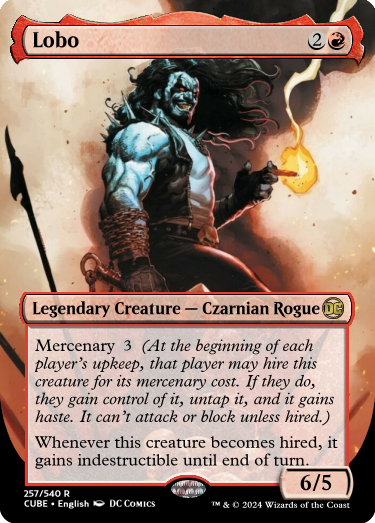 Lobo 2
Legendary Creature — Czarnian Rogue DC
Mercenary 3 (At the beginning of each
player's upkeep, that player may hire this
creature for its mercenary cost. If they do,
they gain control of it, untap it, and it gains
haste. It can't attack or block unless hired.)
Whenever this creature becomes hired, it
gains indestructible until end of turn.
6/5
257/540 R
CUBE • English DC Comics ™ & © 2024 Wizards of the Coast